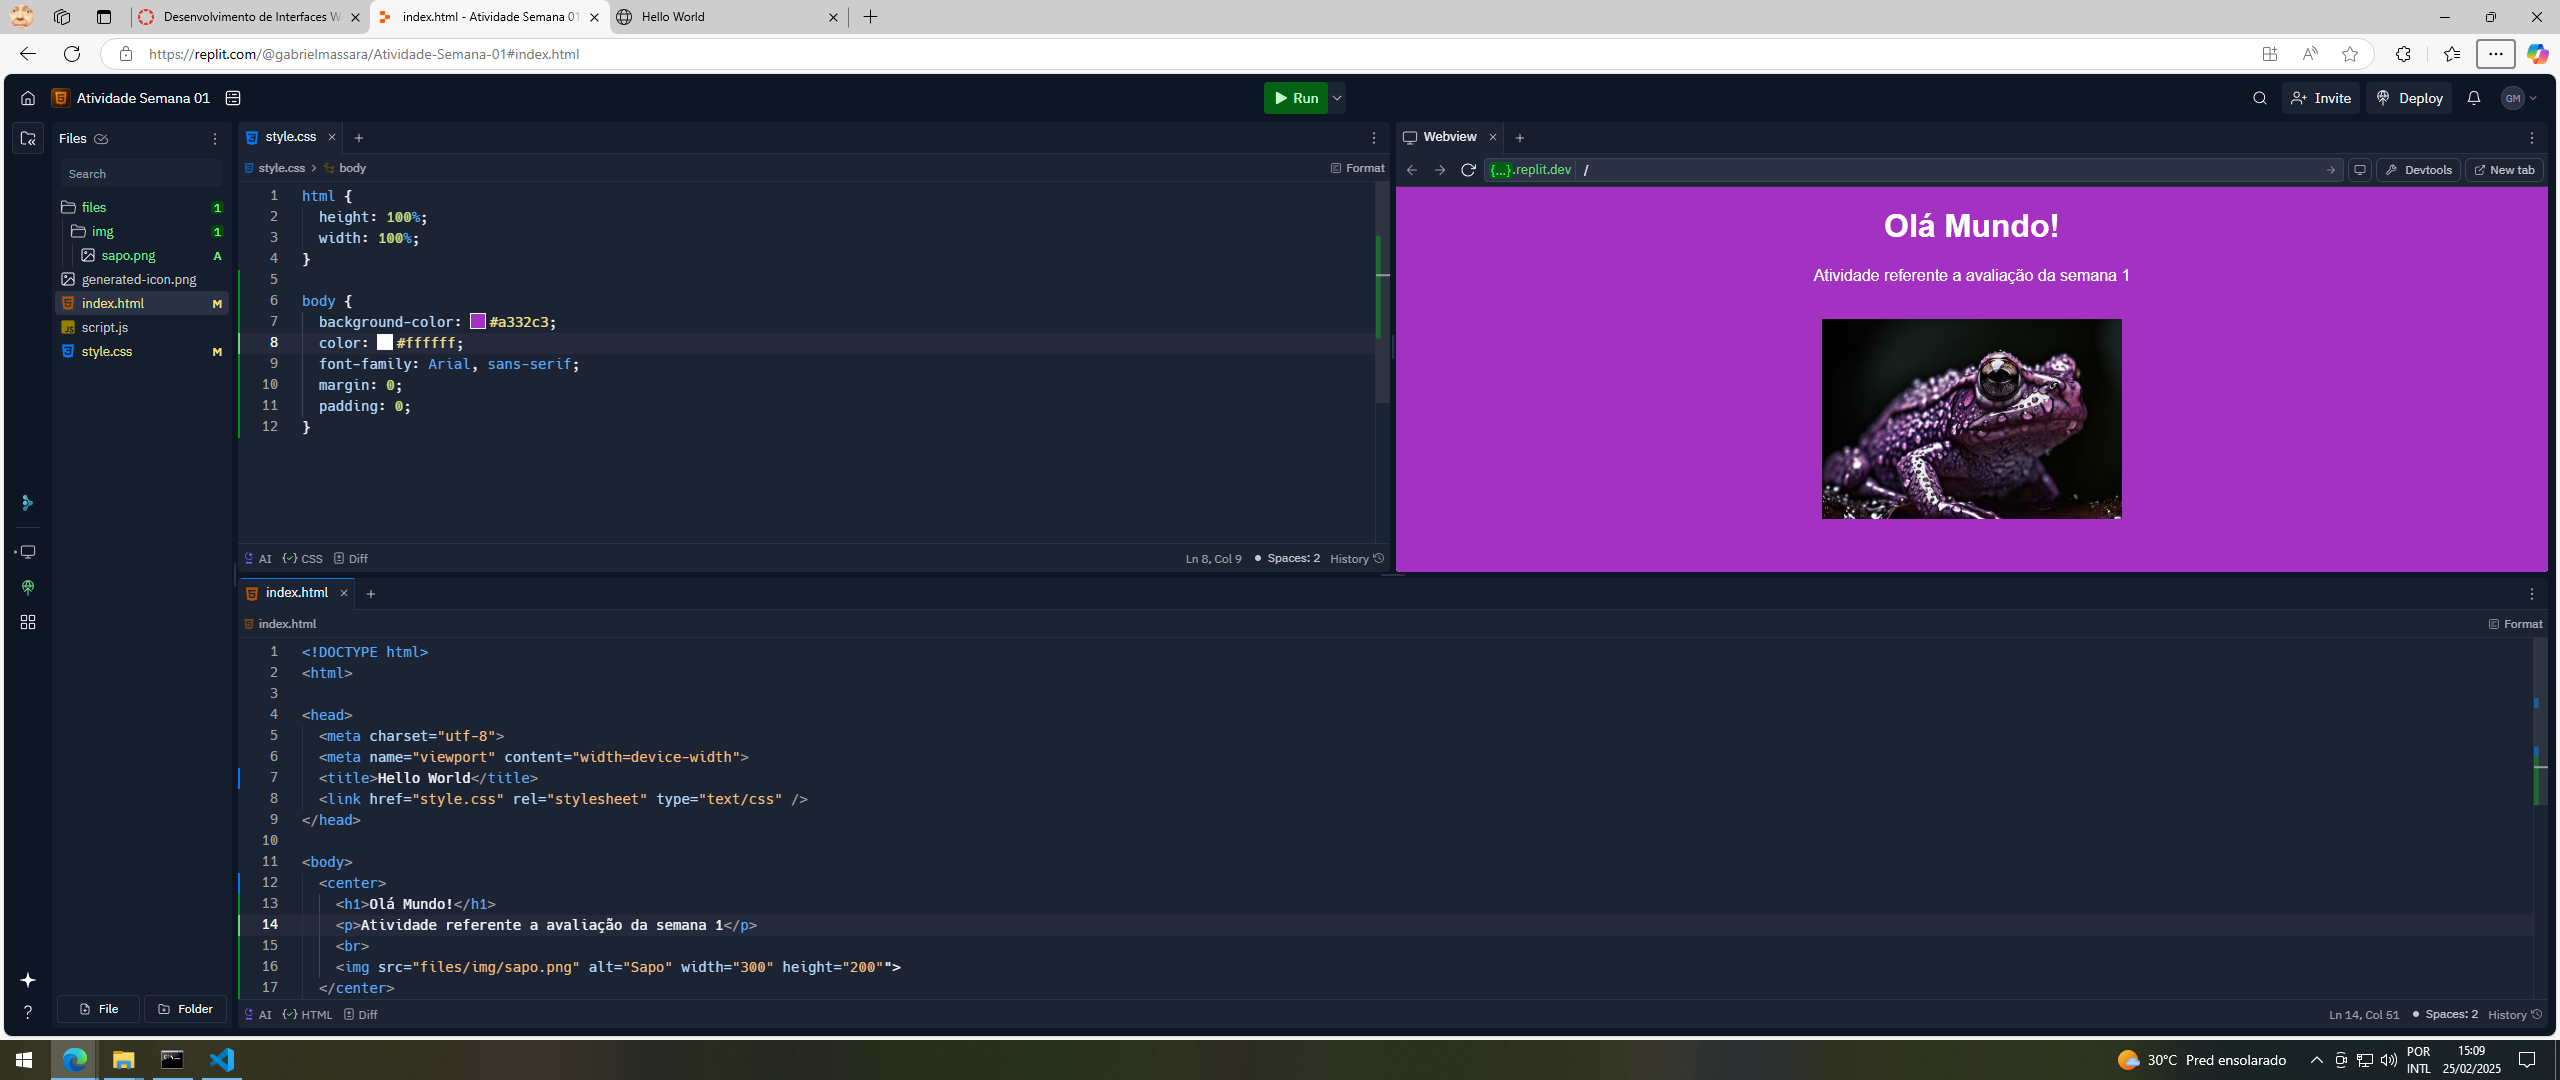 Desenvolvimento de Interfaces W
index.html - Atividade Semana 01
Hello World
https://replit.com/@gabrielmassara/Atividade-Semana-01#index.html
Atividade Semana 01
Run
Invite
Deploy
GM
Files
Search
files 1
img 1
sapo.png A
generated-icon.png
index.html M
script.js
style.css M
File
Folder
style.css
style.css > body
Format
1 html {
2 height: 100%;
3 width: 100%;
4 }
5
6 body {
7 background-color: #a332c3;
8 color: #ffffff;
9 font-family: Arial, sans-serif;
10 margin: 0;
11 padding: 0;
12 }
AI CSS Diff
Ln 8, Col 9 • Spaces: 2 History
Webview
{...}.replit.dev /
Devtools
New tab
Olá Mundo!
Atividade referente a avaliação da semana 1
index.html
index.html
Format
1 <!DOCTYPE html>
2 <html>
3
4 <head>
5 <meta charset="utf-8">
6 <meta name="viewport" content="width=device-width">
7 <title>Hello World</title>
8 <link href="style.css" rel="stylesheet" type="text/css" />
9 </head>
10
11 <body>
12 <center>
13 <h1>Olá Mundo!</h1>
14 <p>Atividade referente a avaliação da semana 1</p>
15 <br>
16 <img src="files/img/sapo.png" alt="Sapo" width="300" height="200"">
17 </center>
AI HTML Diff
Ln 14, Col 51 • Spaces: 2 History
30°C Pred ensolarado
POR
INTL
15:09
25/02/2025